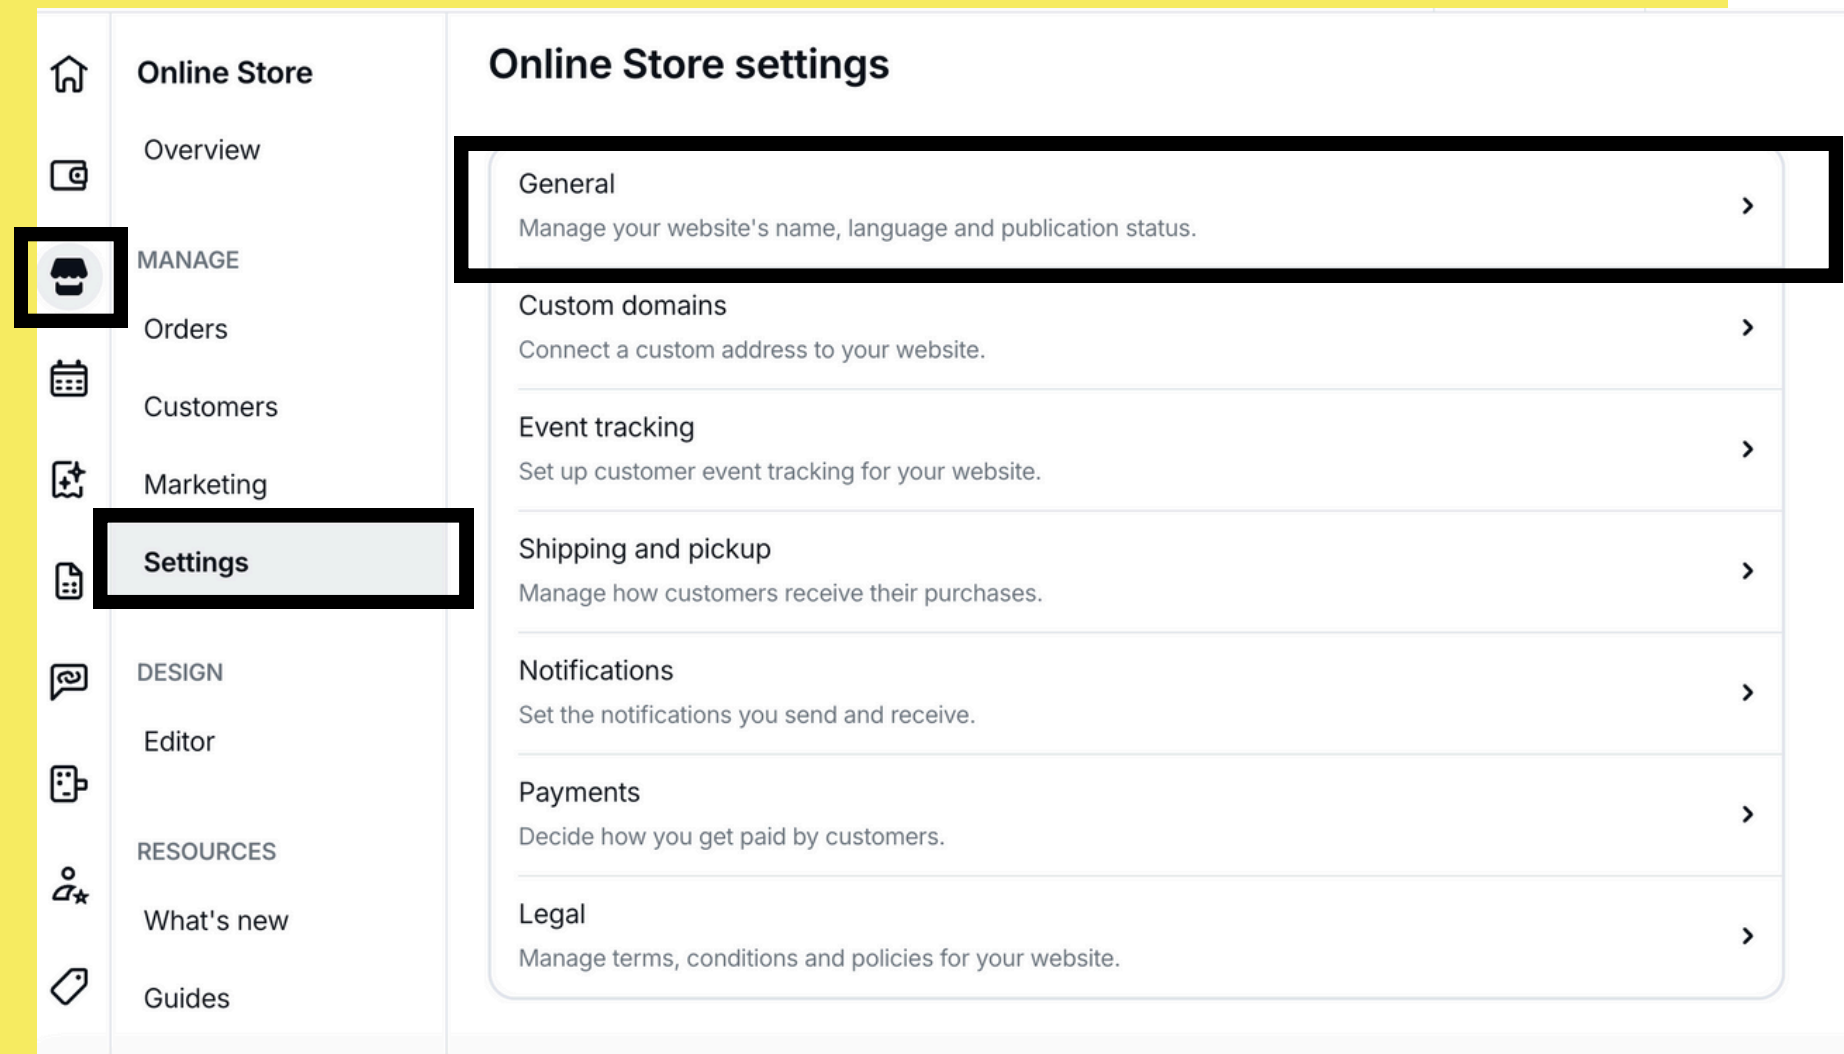 Online Store
Overview
MANAGE
Orders
Customers
Marketing
Settings
DESIGN
Editor
RESOURCES
What's new
Guides
Online Store settings
General
Manage your website's name, language and publication status.
Custom domains
Connect a custom address to your website.
Event tracking
Set up customer event tracking for your website.
Shipping and pickup
Manage how customers receive their purchases.
Notifications
Set the notifications you send and receive.
Payments
Decide how you get paid by customers.
Legal
Manage terms, conditions and policies for your website.